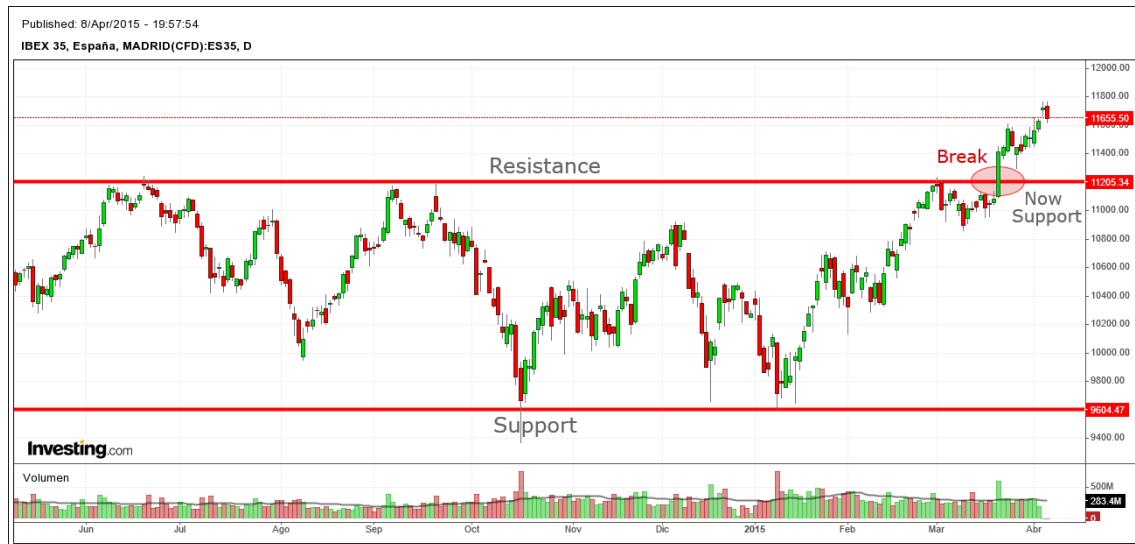 Published: 8/Apr/2015 - 19:57:54
IBEX 35, España, MADRID(CFD):ES35, D
12000.00
11800.00
11655.50
11600.00
11400.00
11205.34
11000.00
10800.00
10600.00
10400.00
10200.00
10000.00
9800.00
9604.47
9400.00
Resistance
Break
Now
Support
Support
Investing.com
Volumen
500M
283.4M
0
Jun Jul Ago Sep Oct Nov Dic 2015 Feb Mar Abr